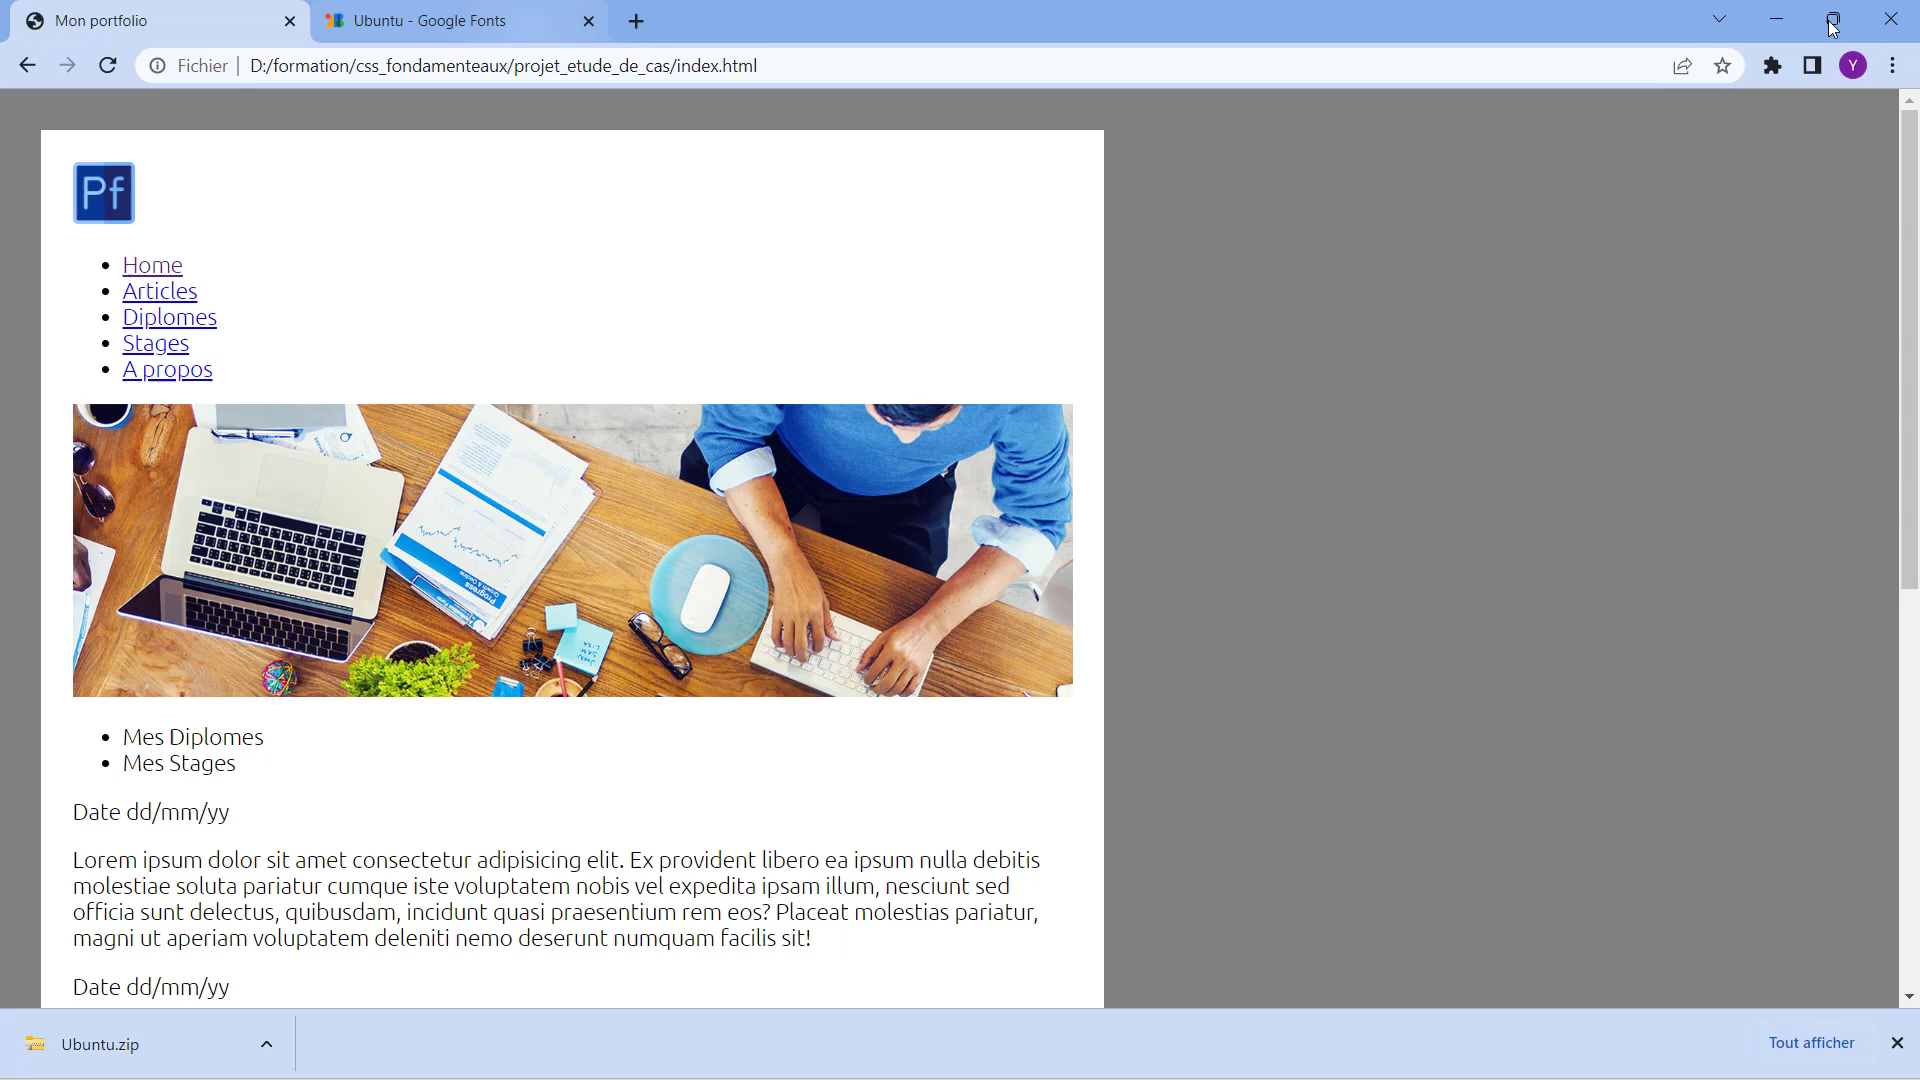 Mon portfolio
Ubuntu - Google Fonts
Fichier
D:/formation/css_fondamenteaux/projet_etude_de_cas/index.html
Y
Pf
Home
Articles
Diplomes
Stages
A propos
Progress
Mes Diplomes
Mes Stages
Date dd/mm/yy
Lorem ipsum dolor sit amet consectetur adipisicing elit. Ex provident libero ea ipsum nulla debitis
molestiae soluta pariatur cumque iste voluptatem nobis vel expedita ipsam illum, nesciunt sed
officia sunt delectus, quibusdam, incidunt quasi praesentium rem eos? Placeat molestias pariatur,
magni ut aperiam voluptatem deleniti nemo deserunt numquam facilis sit!
Date dd/mm/yy
Ubuntu.zip
Tout afficher